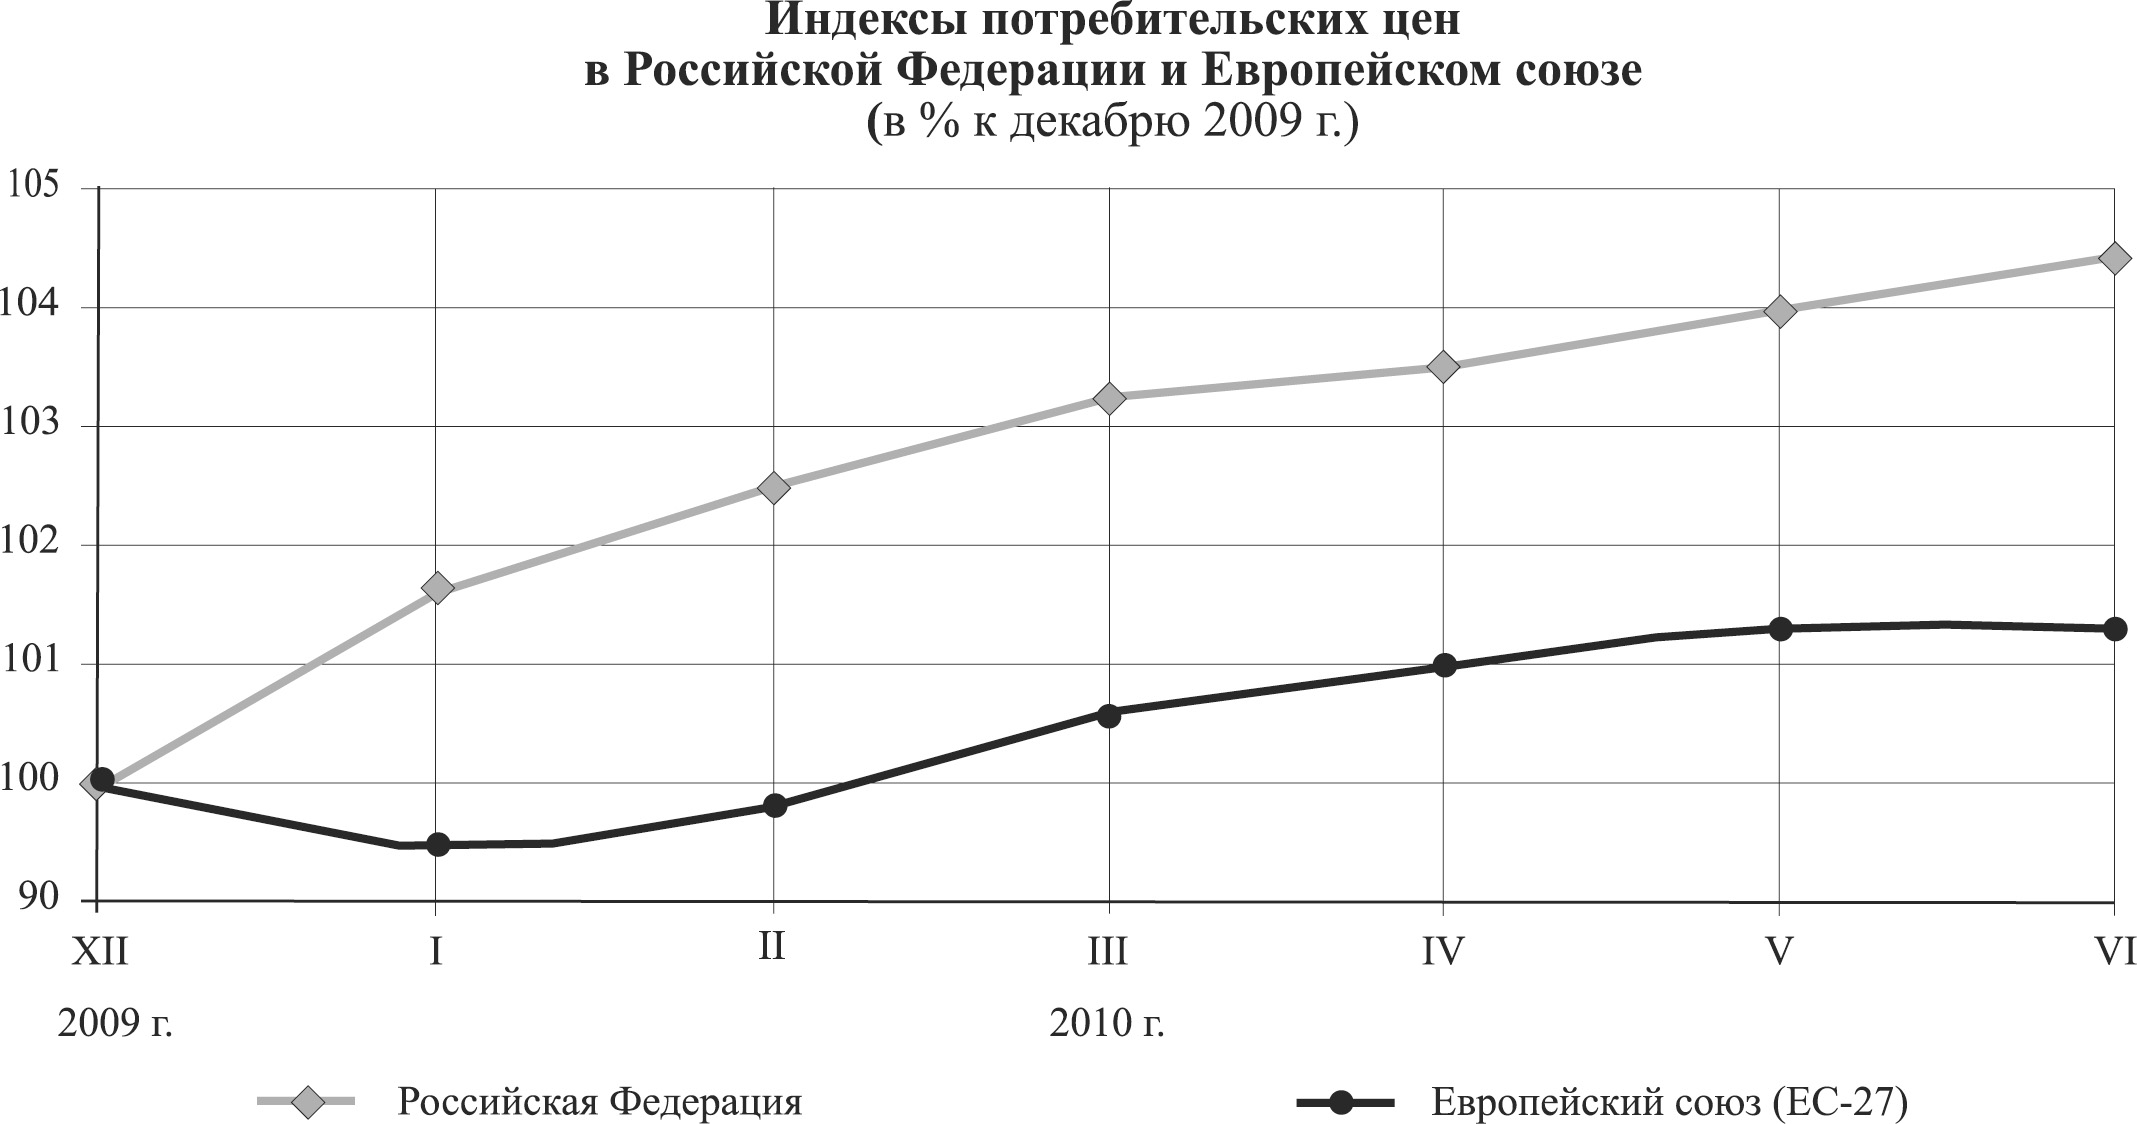 Индексы потребительских цен
в Российской Федерации и Европейском союзе
(в % к декабрю 2009 г.)
105
104
103
102
101
100
90
XII I II III IV V VI
2009 г. 2010 г.
Российская Федерация Европейский союз (ЕС-27)